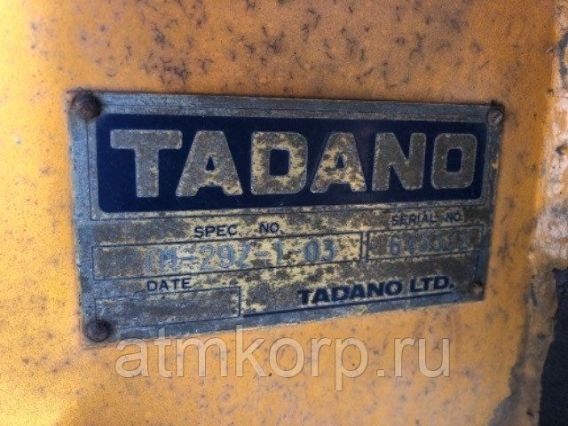 TADANO
SPEC. NO. SERIAL NO.
DATE
TADANO LTD.
atmkorp.ru